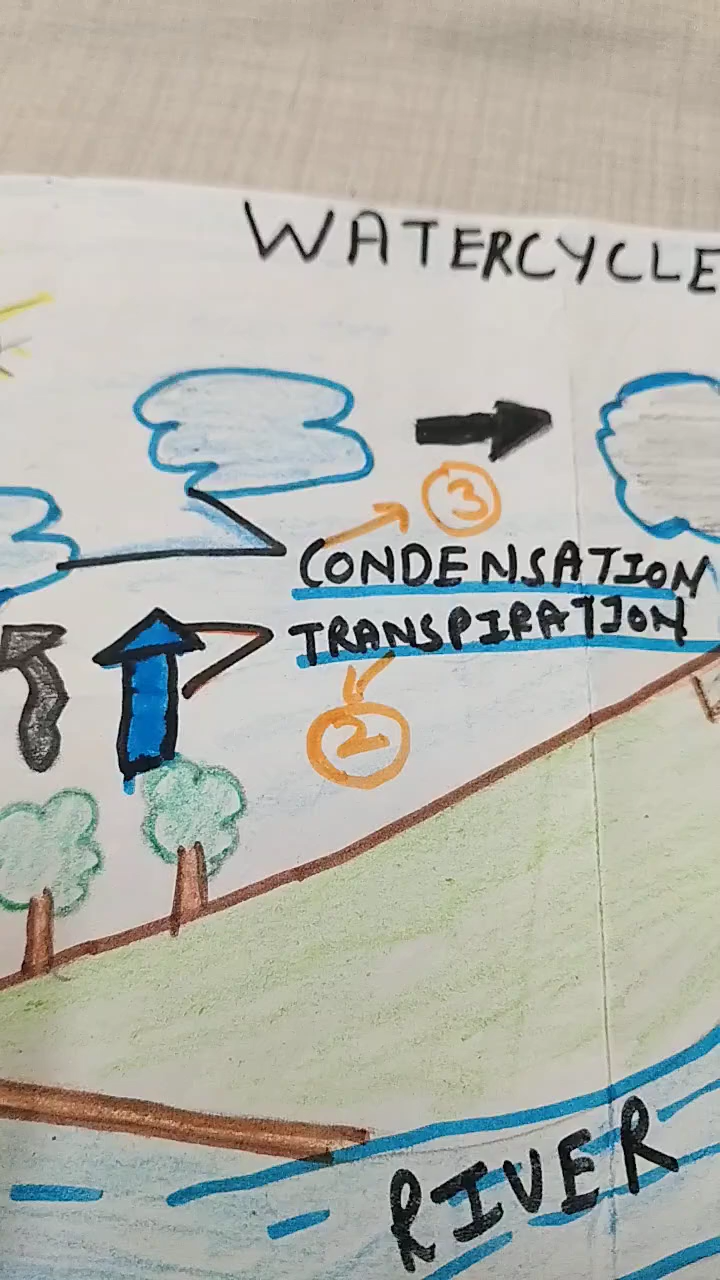 WATERCYCLE
3
CONDENSATION
TRANSPIRATION
2
RIVER